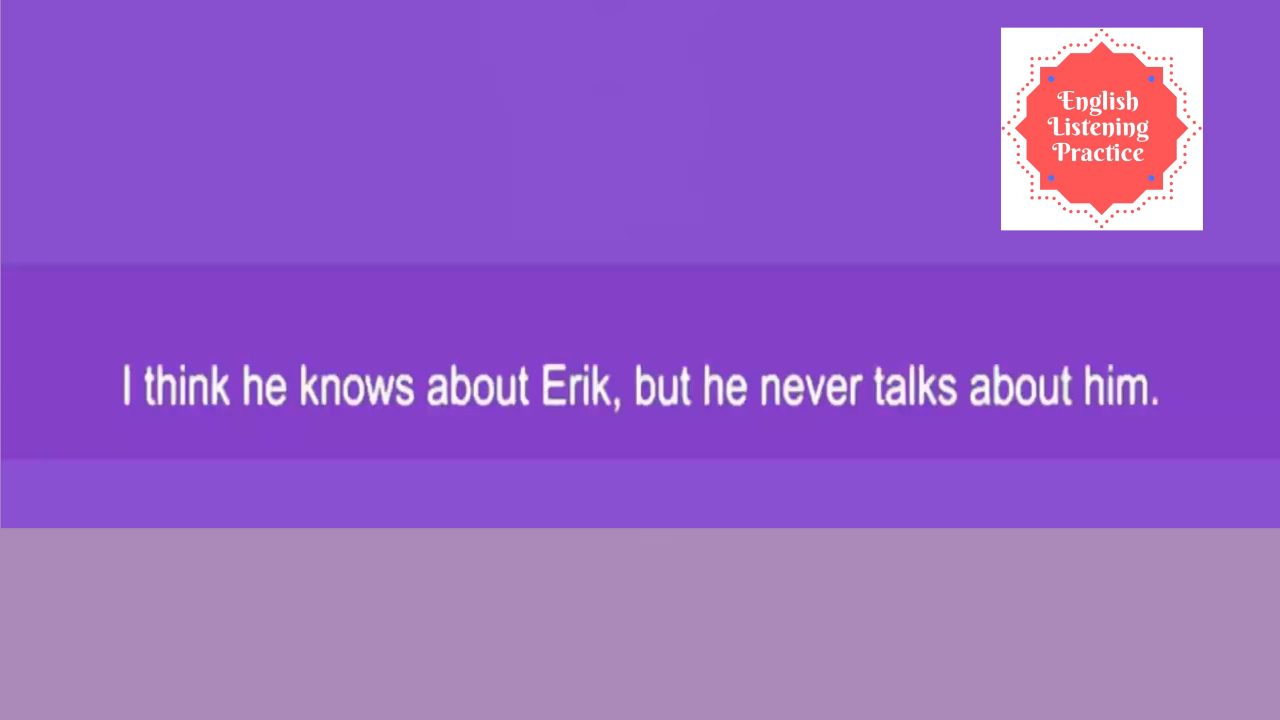 English
Listening
Practice
I think he knows about Erik, but he never talks about him.